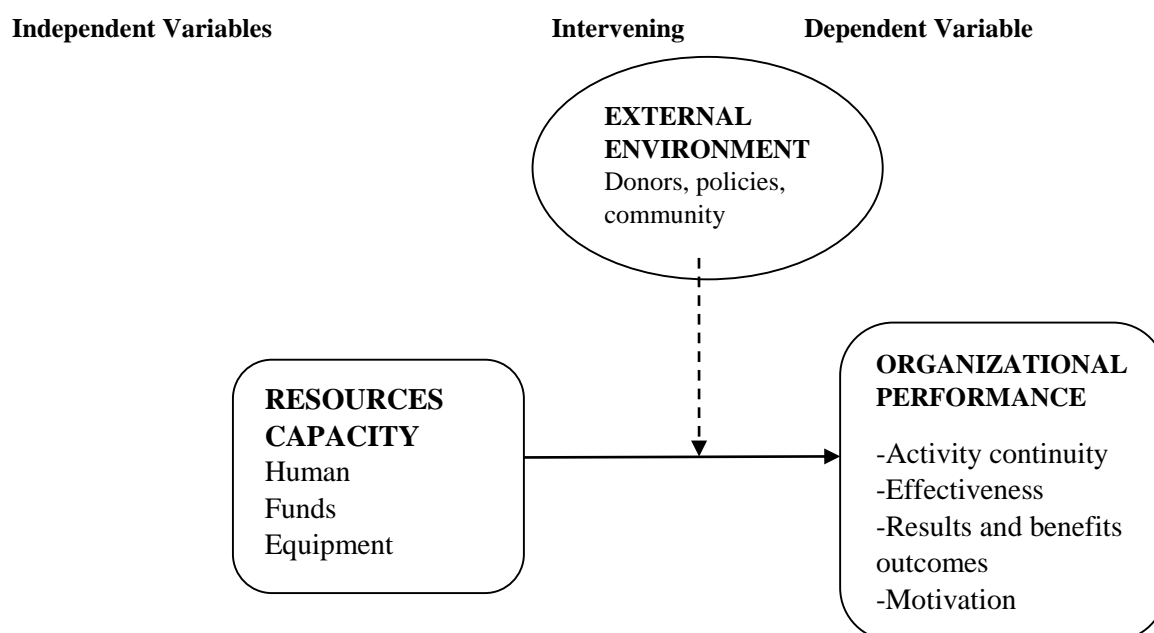 Independent Variables Intervening Dependent Variable
EXTERNAL
ENVIRONMENT
Donors, policies,
community
RESOURCES
CAPACITY
Human
Funds
Equipment
ORGANIZATIONAL
PERFORMANCE
-Activity continuity
-Effectiveness
-Results and benefits
outcomes
-Motivation